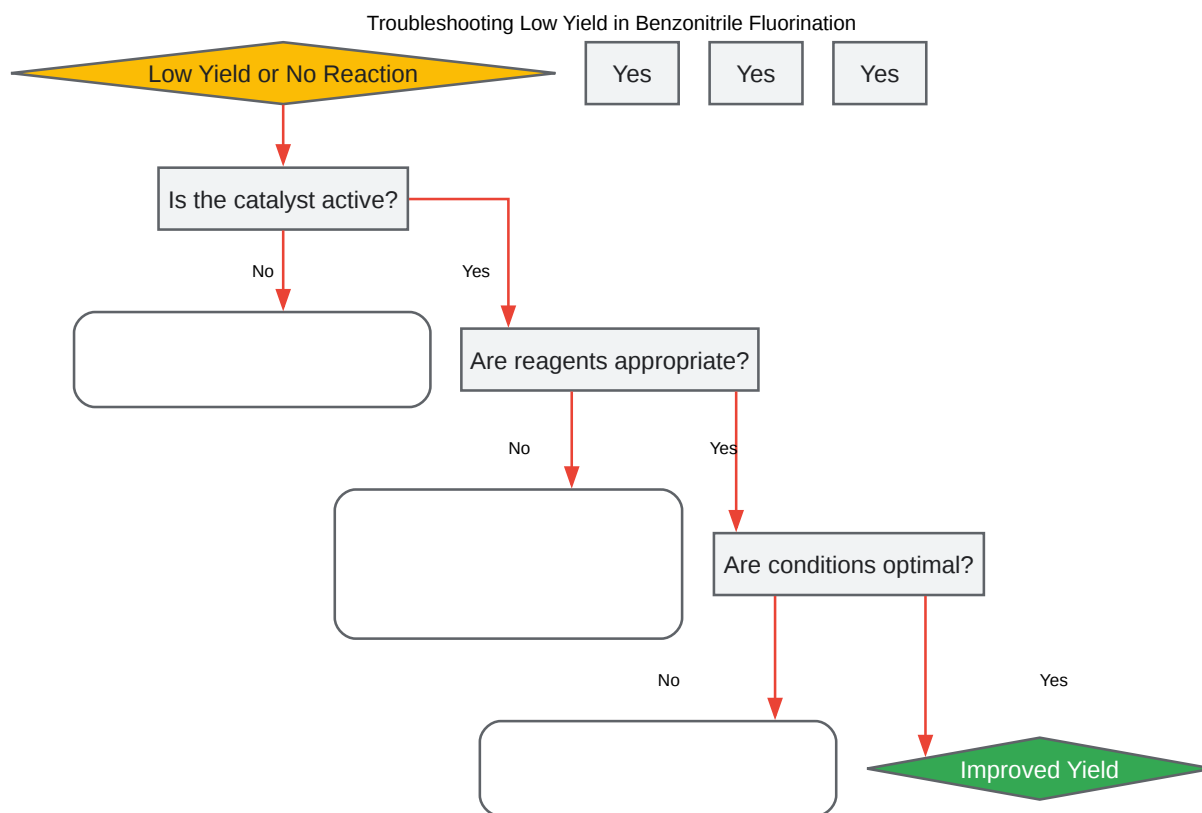 Troubleshooting Low Yield in Benzonitrile Fluorination
Low Yield or No Reaction
Yes
Yes
Yes
Is the catalyst active?
No
Yes
Are reagents appropriate?
No
Yes
Are conditions optimal?
No
Yes
Improved Yield